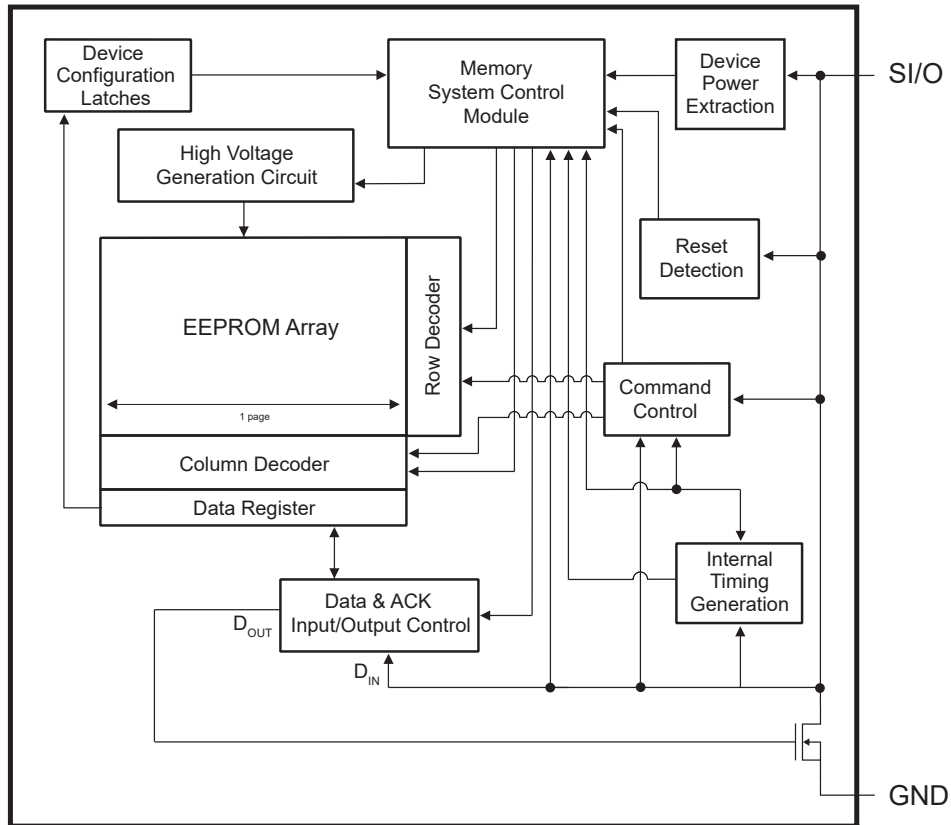 Device
Configuration
Latches
Memory
System Control
Module
Device
Power
Extraction
SI/O
High Voltage
Generation Circuit
Reset
Detection
EEPROM Array
Row Decoder
1 page
Command
Control
Column Decoder
Data Register
Internal
Timing
Generation
Data & ACK
Input/Output Control
DOUT
DIN
GND